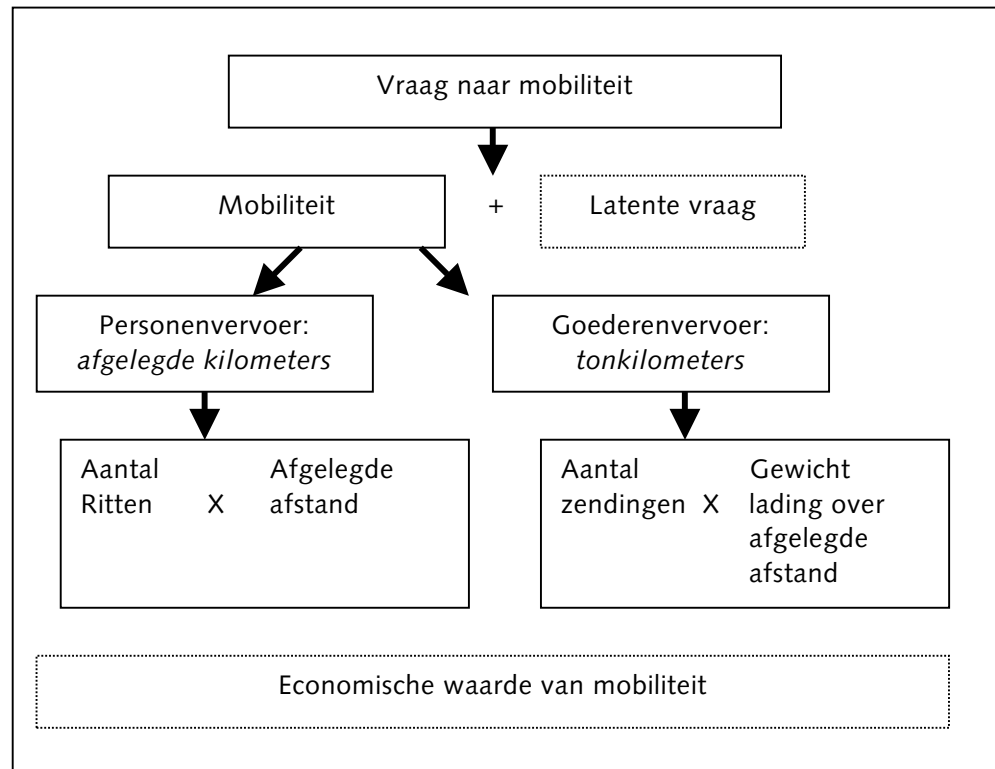 Vraag naar mobiliteit
Mobiliteit + Latente vraag
Personenvervoer:
afgelegde kilometers
Goederenvervoer:
tonkilometers
Aantal Afgelegde
Ritten X afstand
Aantal Gewicht
zendingen X lading over
afgelegde
afstand
Economische waarde van mobiliteit